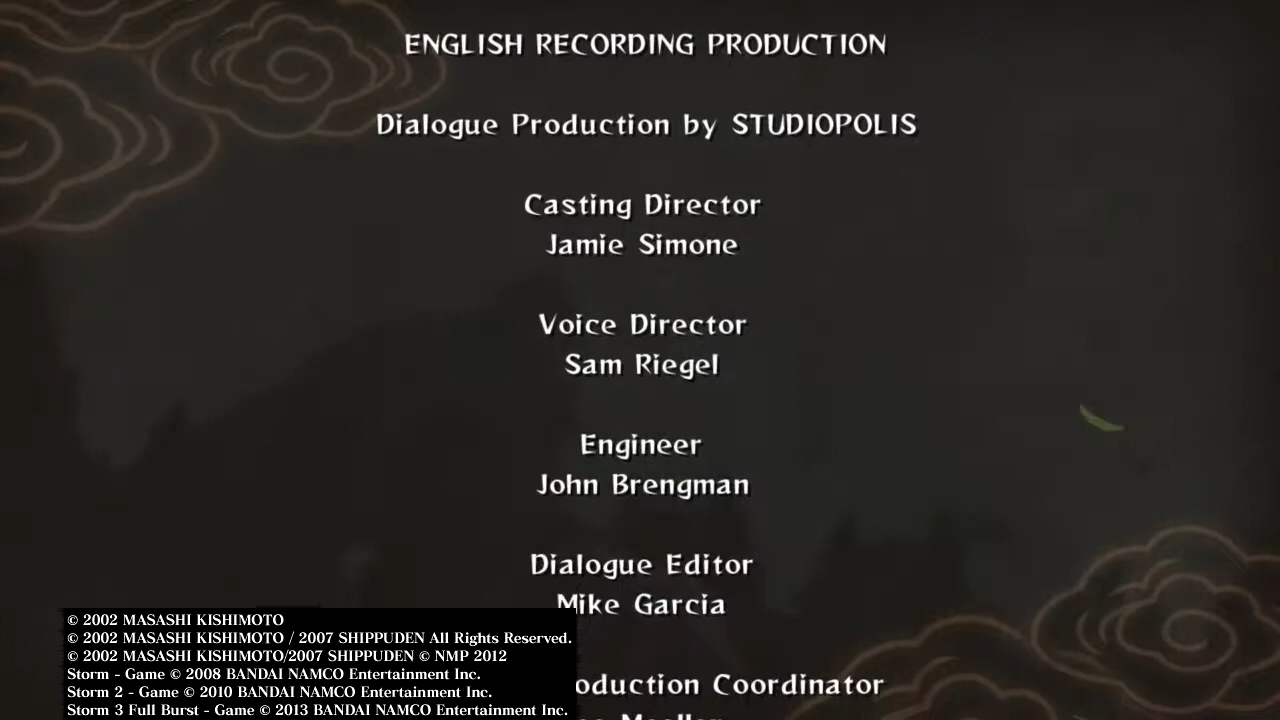 ENGLISH RECORDING PRODUCTION
Dialogue Production by STUDIOPOLIS
Casting Director
Jamie Simone
Voice Director
Sam Riegel
Engineer
John Brengman
Dialogue Editor
Mike Garcia
oduction Coordinator
© 2002 MASASHI KISHIMOTO
© 2002 MASASHI KISHIMOTO / 2007 SHIPPUDEN All Rights Reserved.
© 2002 MASASHI KISHIMOTO/2007 SHIPPUDEN © NMP 2012
Storm - Game © 2008 BANDAI NAMCO Entertainment Inc.
Storm 2 - Game © 2010 BANDAI NAMCO Entertainment Inc.
Storm 3 Full Burst - Game © 2013 BANDAI NAMCO Entertainment Inc.